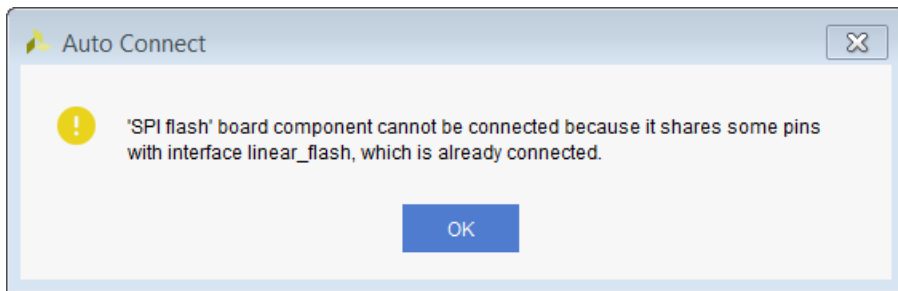 Auto Connect
'SPI flash' board component cannot be connected because it shares some pins
with interface linear_flash, which is already connected.
OK